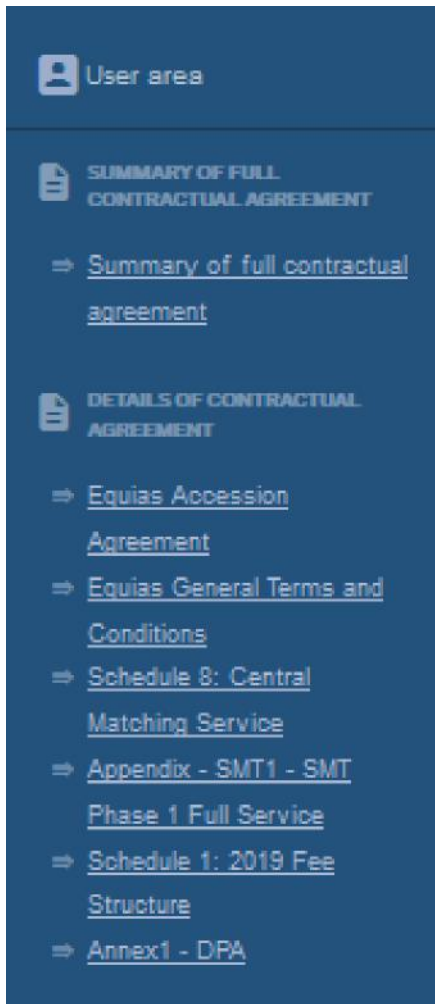 User area
SUMMARY OF FULL
CONTRACTUAL AGREEMENT
⇒ Summary of full contractual
agreement
DETAILS OF CONTRACTUAL
AGREEMENT
⇒ Equias Accession
Agreement
⇒ Equias General Terms and
Conditions
⇒ Schedule 8: Central
Matching Service
⇒ Appendix - SMT1 - SMT
Phase 1 Full Service
⇒ Schedule 1: 2019 Fee
Structure
⇒ Annex1 - DPA